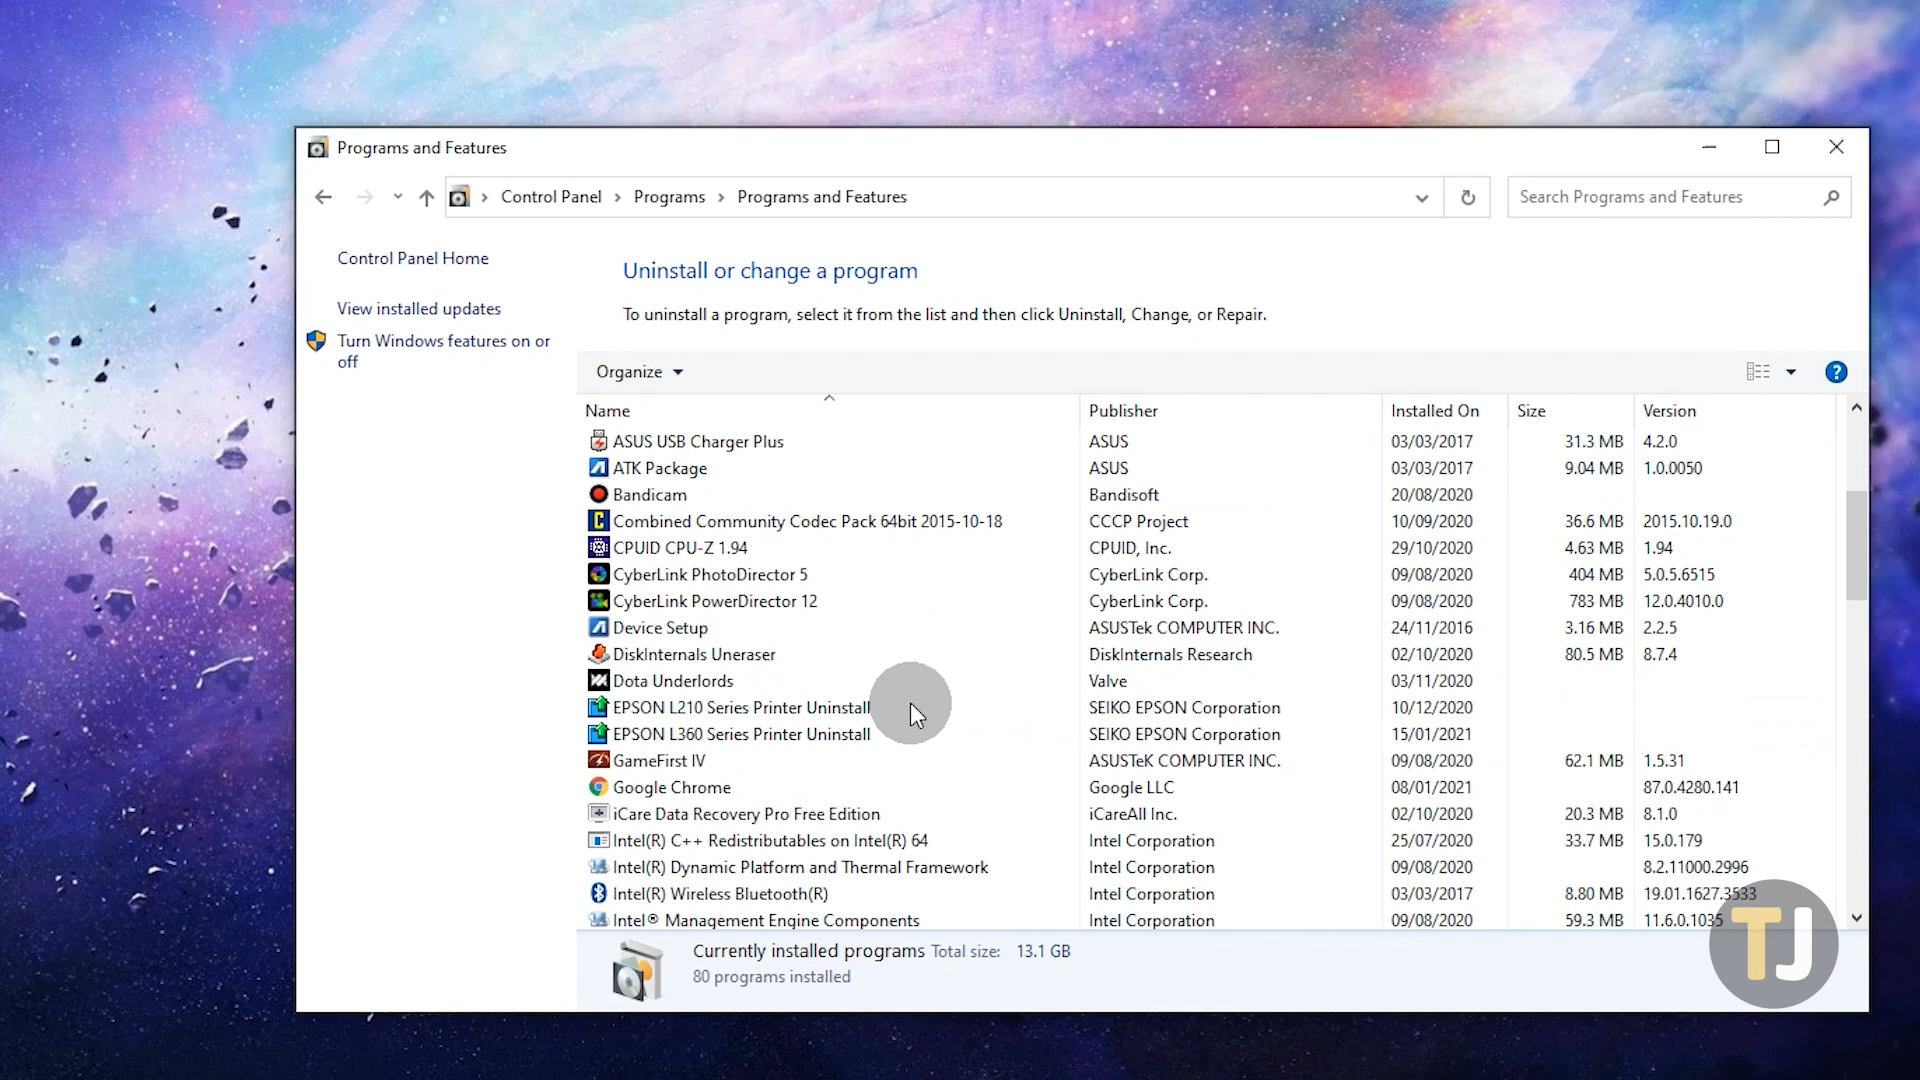 Programs and Features
Control Panel > Programs > Programs and Features
Search Programs and Features
Control Panel Home
View installed updates
Turn Windows features on or
off
Uninstall or change a program
To uninstall a program, select it from the list and then click Uninstall, Change, or Repair.
Organize
?
Name Publisher Installed On Size Version
ASUS USB Charger Plus ASUS 03/03/2017 31.3 MB 4.2.0
ATK Package ASUS 03/03/2017 9.04 MB 1.0.0050
Bandicam Bandisoft 20/08/2020
Combined Community Codec Pack 64bit 2015-10-18 CCCP Project 10/09/2020 36.6 MB 2015.10.19.0
CPUID CPU-Z 1.94 CPUID, Inc. 29/10/2020 4.63 MB 1.94
CyberLink PhotoDirector 5 CyberLink Corp. 09/08/2020 404 MB 5.0.5.6515
CyberLink PowerDirector 12 CyberLink Corp. 09/08/2020 783 MB 12.0.4010.0
Device Setup ASUSTek COMPUTER INC. 24/11/2016 3.16 MB 2.2.5
DiskInternals Uneraser DiskInternals Research 02/10/2020 80.5 MB 8.7.4
Dota Underlords Valve 03/11/2020
EPSON L210 Series Printer Uninstall SEIKO EPSON Corporation 10/12/2020
EPSON L360 Series Printer Uninstall SEIKO EPSON Corporation 15/01/2021
GameFirst IV ASUSTeK COMPUTER INC. 09/08/2020 62.1 MB 1.5.31
Google Chrome Google LLC 08/01/2021 87.0.4280.141
iCare Data Recovery Pro Free Edition iCareAll Inc. 02/10/2020 20.3 MB 8.1.0
Intel(R) C++ Redistributables on Intel(R) 64 Intel Corporation 25/07/2020 33.7 MB 15.0.179
Intel(R) Dynamic Platform and Thermal Framework Intel Corporation 09/08/2020 8.2.11000.2996
Intel(R) Wireless Bluetooth(R) Intel Corporation 03/03/2017 8.80 MB 19.01.1627.3533
Intel® Management Engine Components Intel Corporation 09/08/2020 59.3 MB 11.6.0.1035
Currently installed programs Total size: 13.1 GB
80 programs installed
TJ